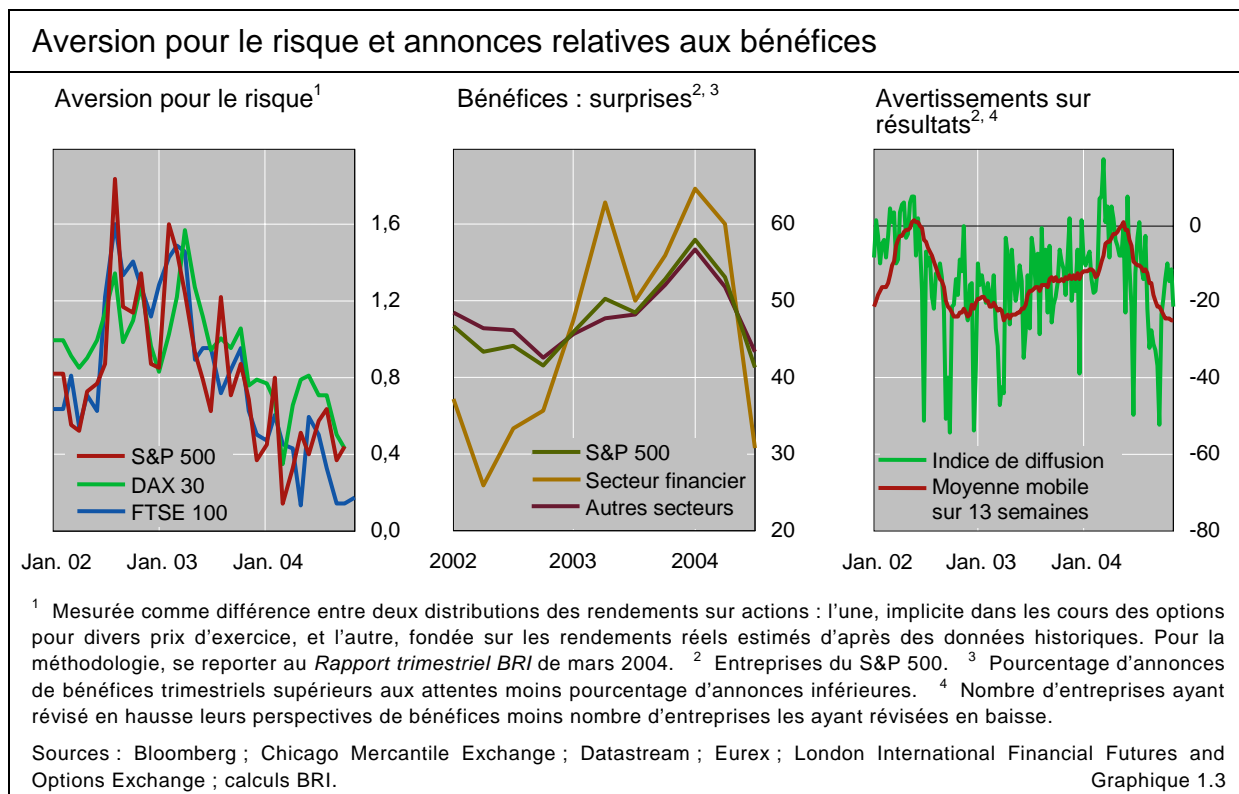 Aversion pour le risque et annonces relatives aux bénéfices
Aversion pour le risque1
1,6
1,2
0,8
0,4
0,0
S&P 500
DAX 30
FTSE 100
Jan. 02 Jan. 03 Jan. 04
Bénéfices : surprises2, 3
60
50
40
30
20
S&P 500
Secteur financier
Autres secteurs
2002 2003 2004
Avertissements sur
résultats2, 4
0
-20
-40
-60
-80
Indice de diffusion
Moyenne mobile
sur 13 semaines
Jan. 02 Jan. 03 Jan. 04
1 Mesurée comme différence entre deux distributions des rendements sur actions : l'une, implicite dans les cours des options
pour divers prix d'exercice, et l'autre, fondée sur les rendements réels estimés d'après des données historiques. Pour la
méthodologie, se reporter au Rapport trimestriel BRI de mars 2004. 2 Entreprises du S&P 500. 3 Pourcentage d'annonces
de bénéfices trimestriels supérieurs aux attentes moins pourcentage d'annonces inférieures. 4 Nombre d'entreprises ayant
révisé en hausse leurs perspectives de bénéfices moins nombre d'entreprises les ayant révisées en baisse.
Sources : Bloomberg ; Chicago Mercantile Exchange ; Datastream ; Eurex ; London International Financial Futures and
Options Exchange ; calculs BRI. Graphique 1.3